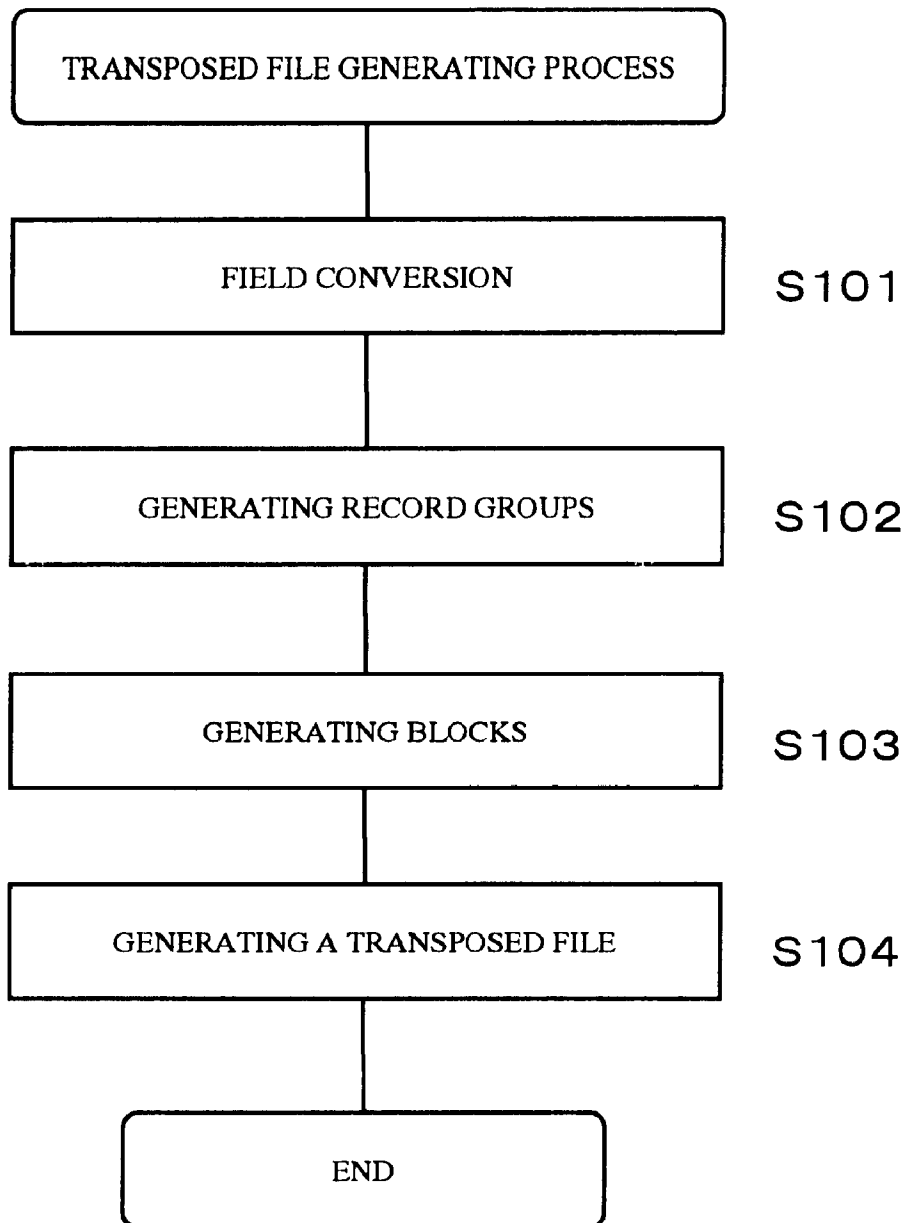 TRANSPOSED FILE GENERATING PROCESS
FIELD CONVERSION
S101
GENERATING RECORD GROUPS
S102
GENERATING BLOCKS
S103
GENERATING A TRANSPOSED FILE
S104
END